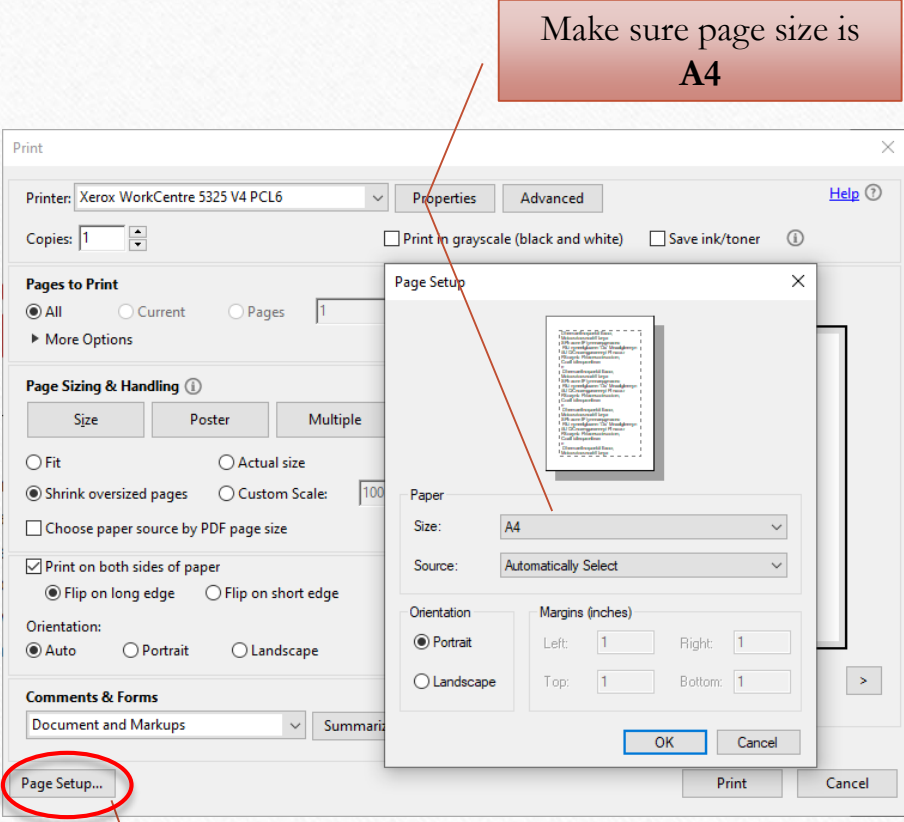 Make sure page size is
A4
Print
Printer: Xerox WorkCentre 5325 V4 PCL6 Properties Advanced Help
Copies: 1 Print in grayscale (black and white) Save ink/toner
Pages to Print
All Current Pages 1
More Options
Page Sizing & Handling
Size Poster Multiple
Fit Actual size
Shrink oversized pages Custom Scale: 100
Choose paper source by PDF page size
Print on both sides of paper
Flip on long edge Flip on short edge
Orientation:
Auto Portrait Landscape
Comments & Forms
Document and Markups Summariz
Page Setup...
Page Setup
Paper
Size: A4
Source: Automatically Select
Orientation Margins (inches)
Portrait Left: 1 Right: 1
Landscape Top: 1 Bottom: 1
OK Cancel
>
Print Cancel